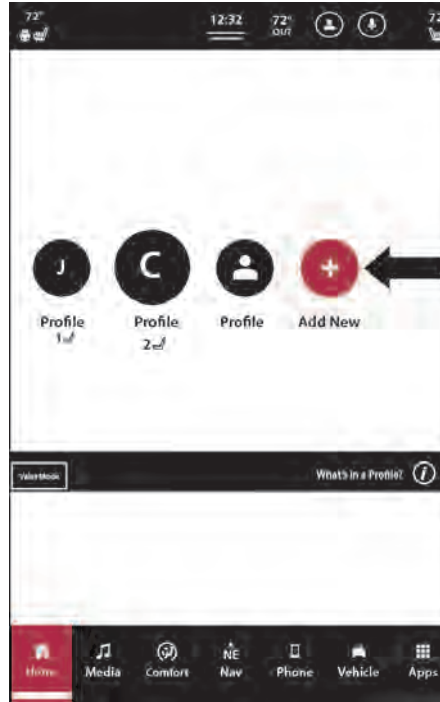 72°
12:32
72°
OUT
72
J
C
Profile
1
Profile
2
Profile
+
Add New
Valet Mode
What's in a Profile?
i
Home
Media
Comfort
NE
Nav
Phone
Vehicle
Apps